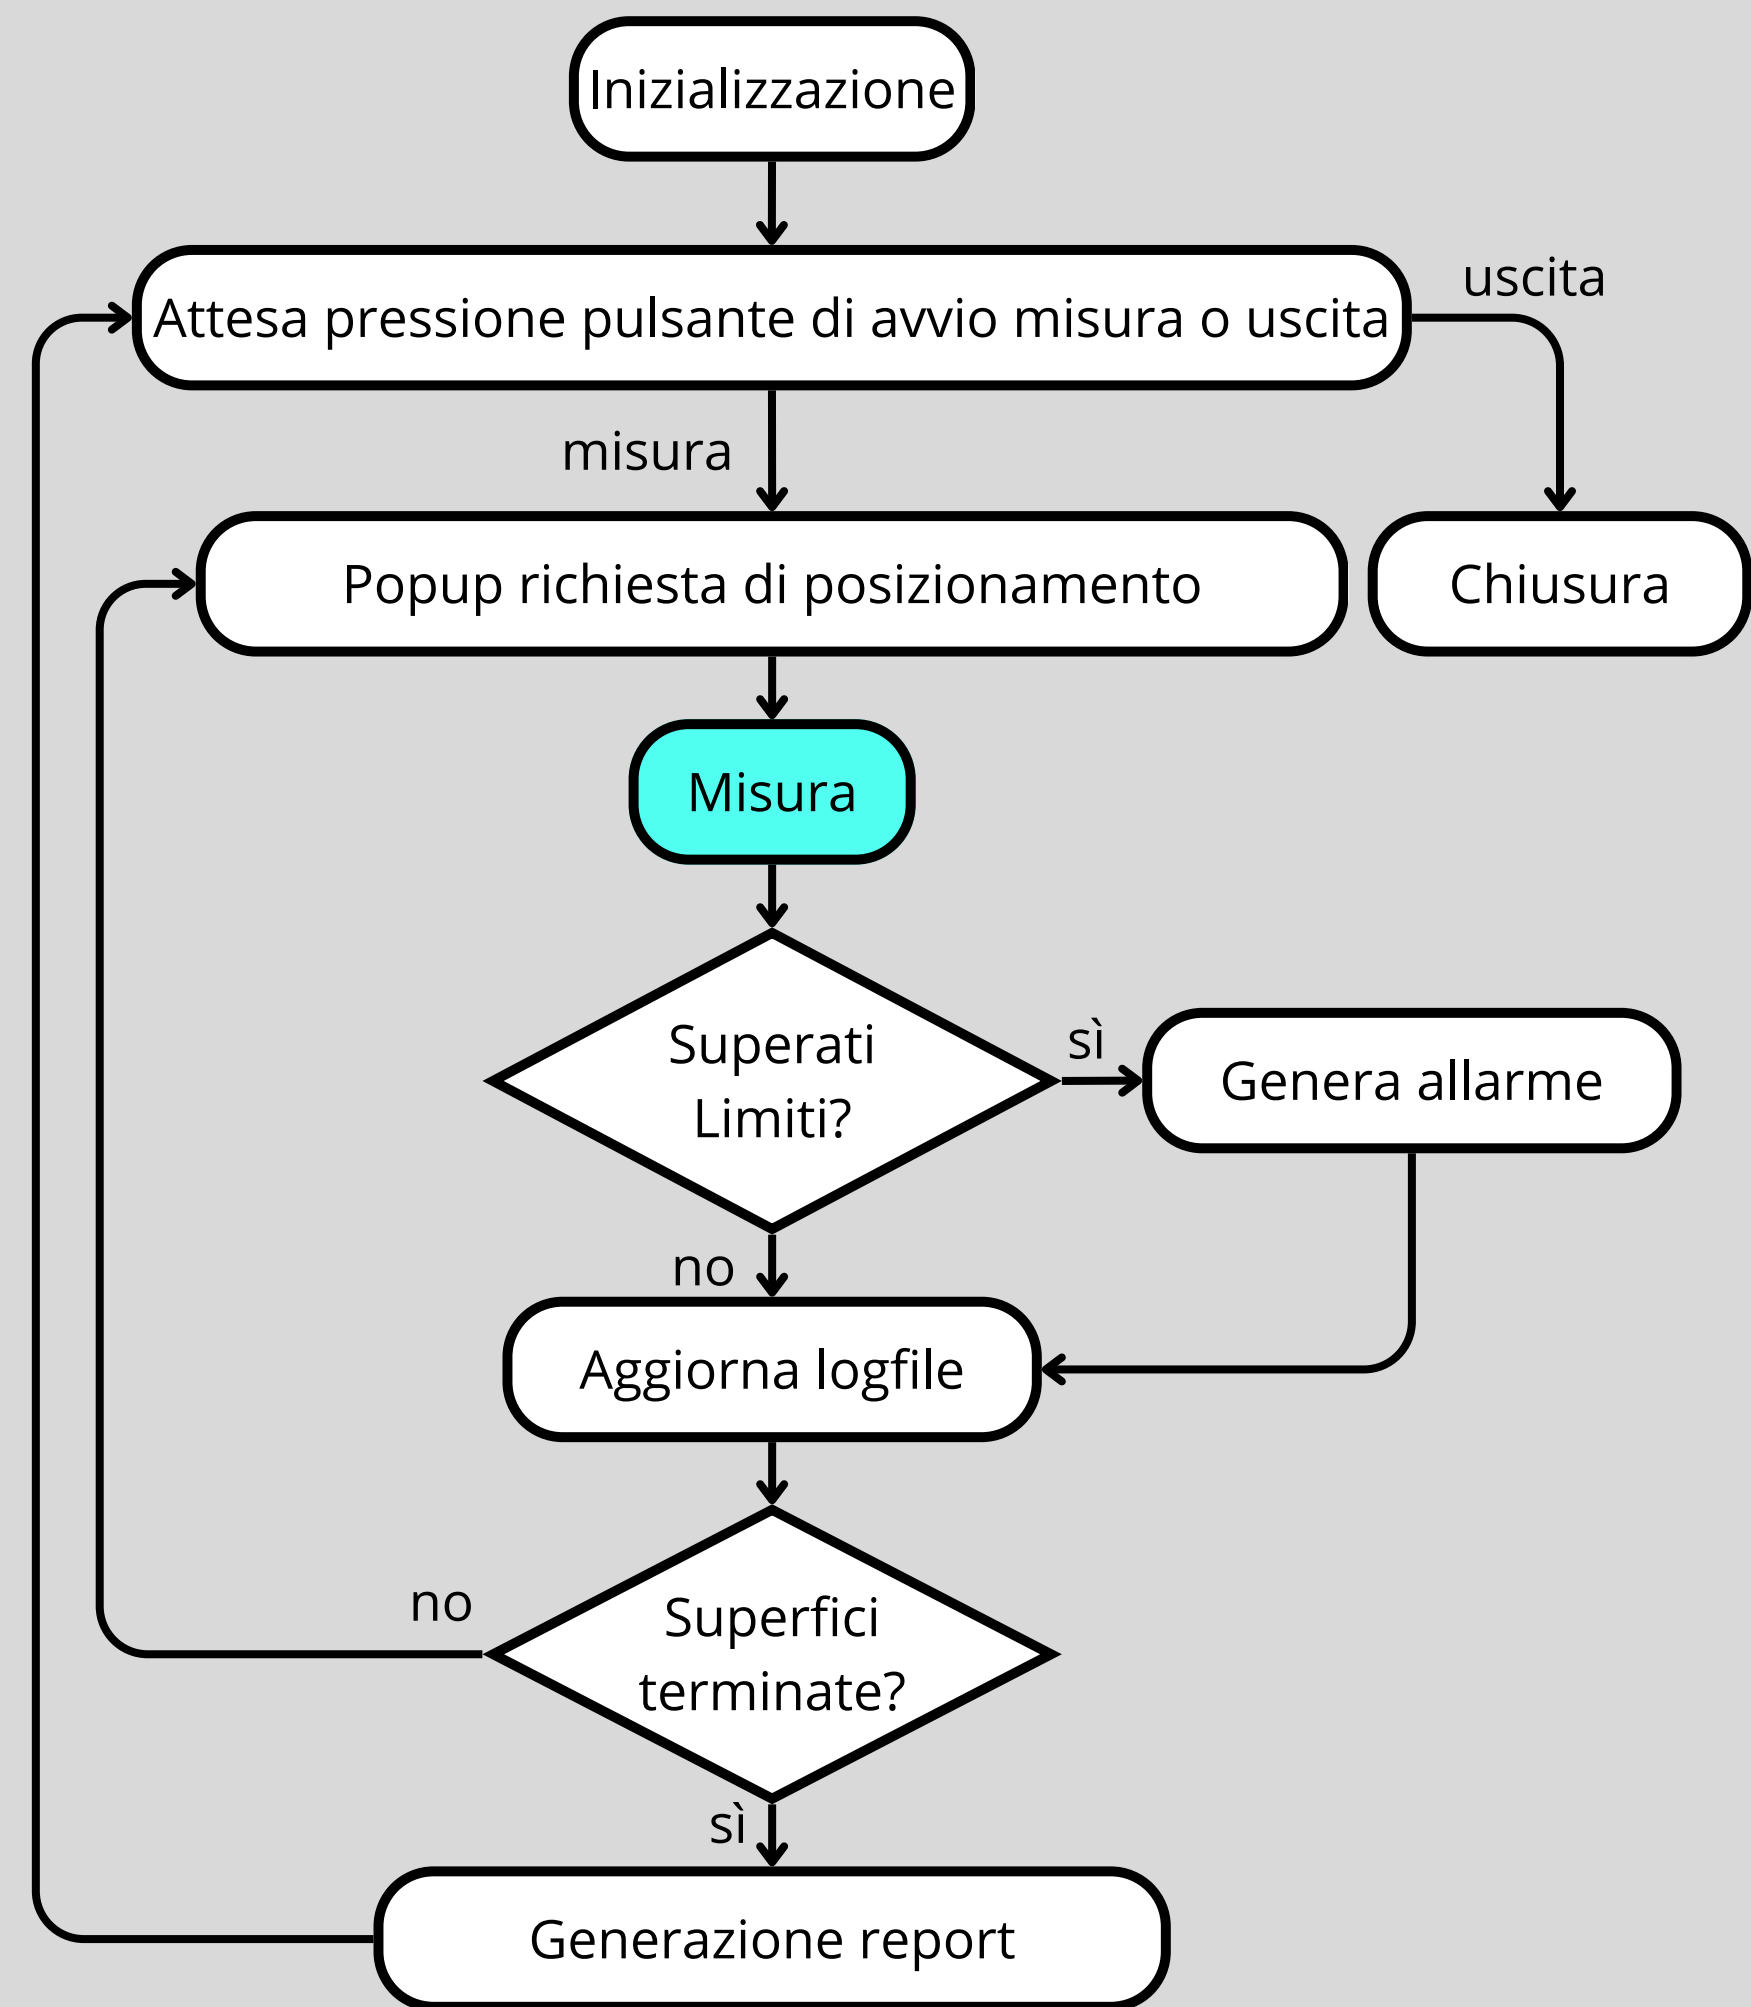 Inizializzazione
Attesa pressione pulsante di avvio misura o uscita
uscita
misura
Popup richiesta di posizionamento
Chiusura
Misura
Superati
Limiti?
sì
Genera allarme
no
Aggiorna logfile
no
Superfici
terminate?
sì
Generazione report